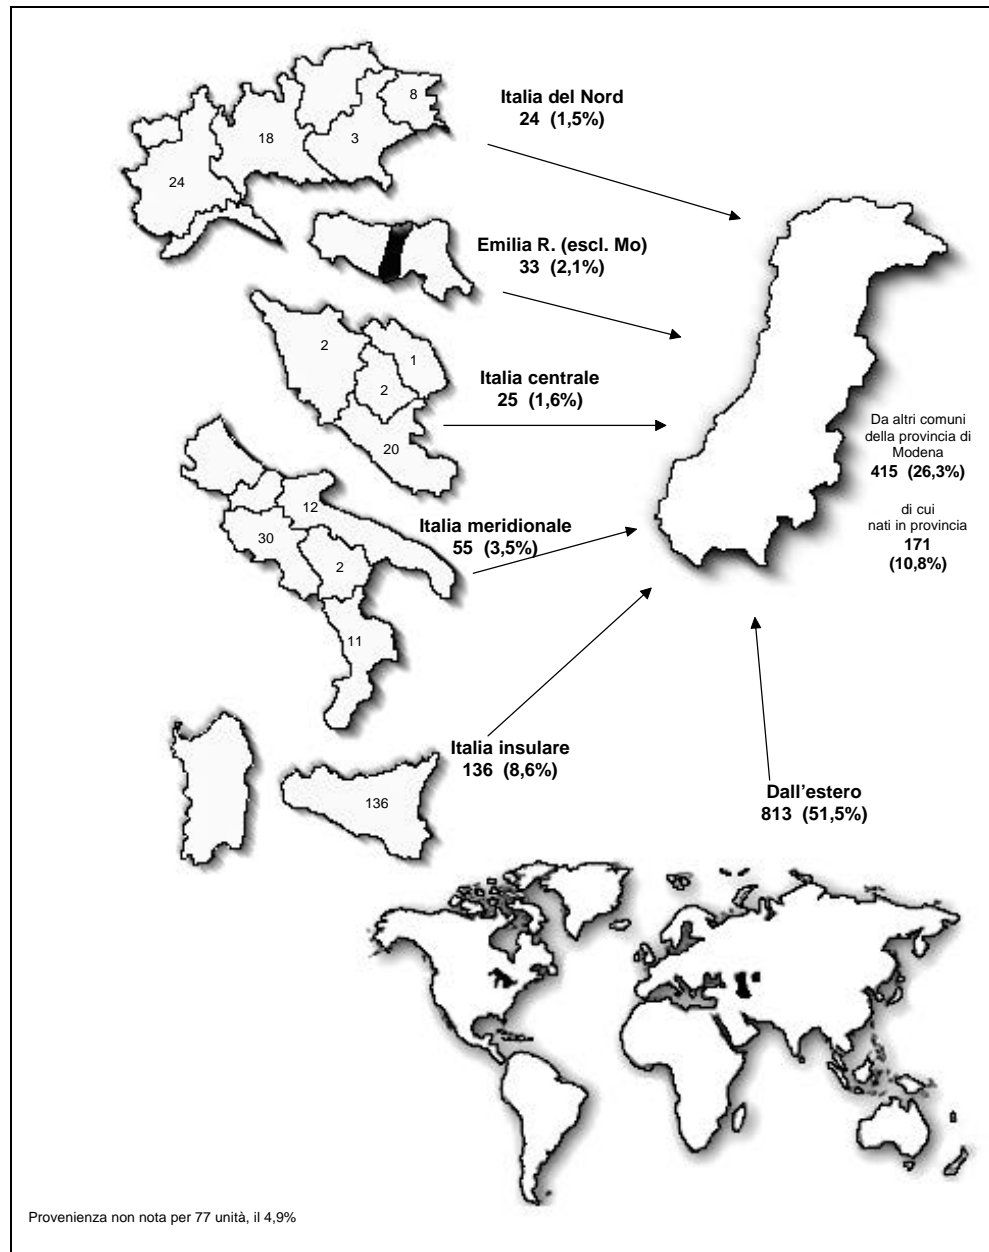 8
Italia del Nord
24 (1,5%)
18
3
24
Emilia R. (escl. Mo)
33 (2,1%)
2
1
2
Italia centrale
25 (1,6%)
20
Da altri comuni
della provincia di
Modena
415 (26,3%)
di cui
nati in provincia
171
(10,8%)
12
Italia meridionale
55 (3,5%)
30
2
11
Italia insulare
136 (8,6%)
136
Dall'estero
813 (51,5%)
Provenienza non nota per 77 unità, il 4,9%